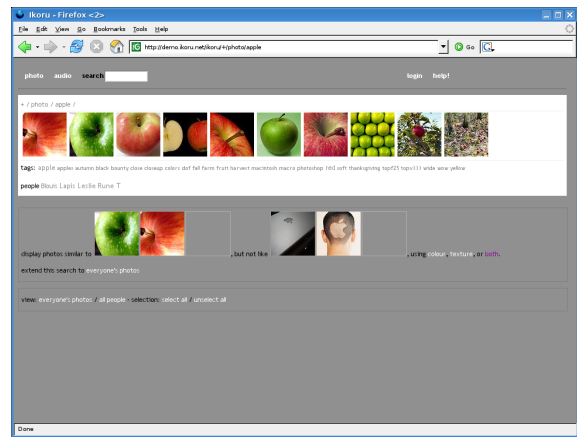 Ikoru - Firefox <2>
File Edit View Go Bookmarks Tools Help
http://demo.ikoru.net/ikoru/+/photo/apple Go G
photo audio search login help!
+ / photo / apple /
tags: apple apples autumn black bounty close closeup colors dof fall farm fruit harvest macintosh macro photoshop red soft thanksgiving topf25 topv111 wide wow yellow
people Blouis Lapis Leslie Rune T
display photos similar to , but not like , using colour, texture, or both.
extend this search to everyone's photos
view: everyone's photos / all people - selection: select all / unselect all
Done